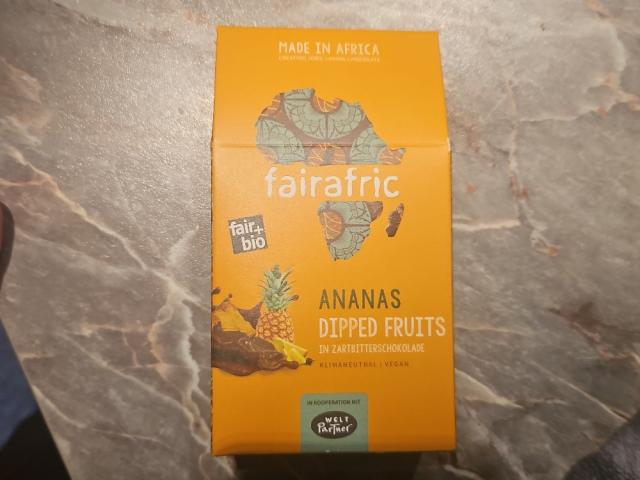 MADE IN AFRICA
CREATING JOBS, LOVING CHOCOLATE
fairafric
fair+
bio
ANANAS
DIPPED FRUITS
IN ZARTBITTERSCHOKOLADE
KLIMANEUTRAL | VEGAN
IN KOOPERATION MIT
WELT
PaRTNeR